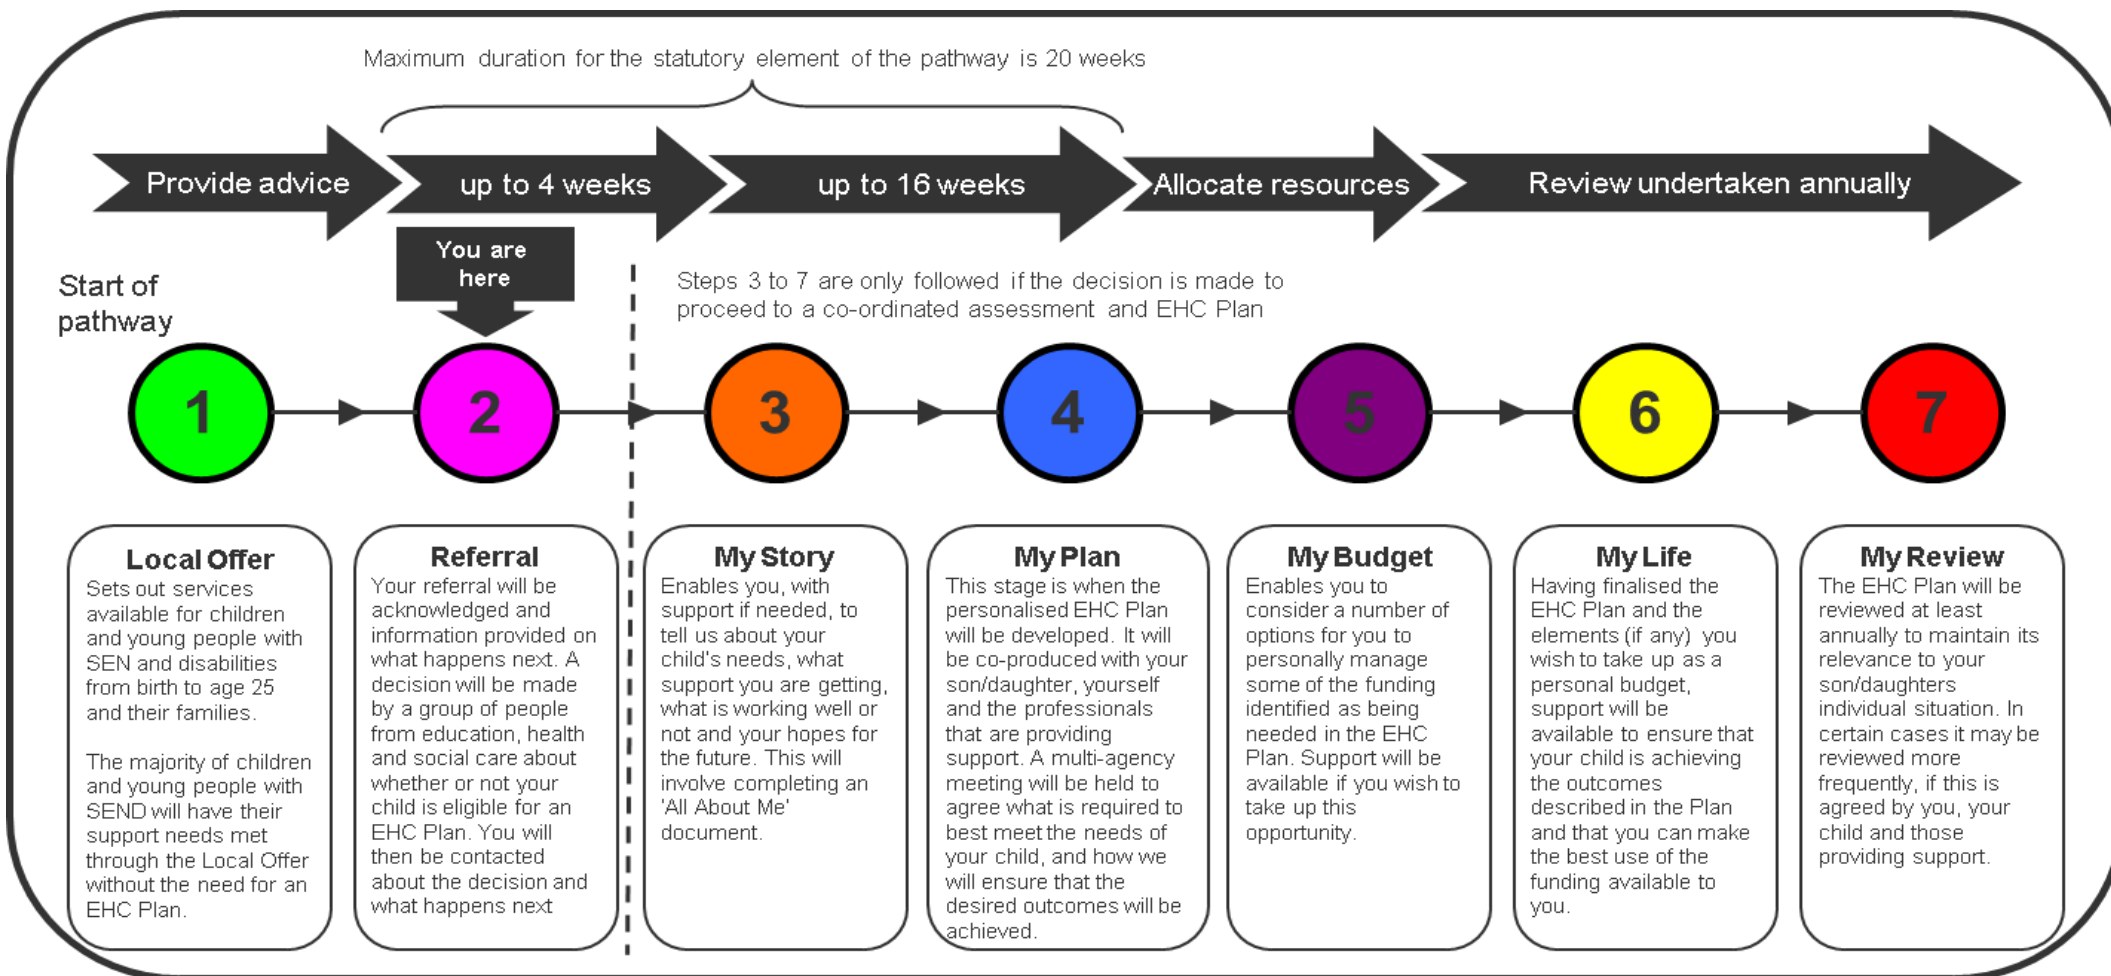 Maximum duration for the statutory element of the pathway is 20 weeks
Provide advice
up to 4 weeks
up to 16 weeks
Allocate resources
Review undertaken annually
You are
here
Start of
pathway
Steps 3 to 7 are only followed if the decision is made to
proceed to a co-ordinated assessment and EHC Plan
1
2
3
4
5
6
7
Local Offer
Sets out services
available for children
and young people with
SEN and disabilities
from birth to age 25
and their families.
The majority of children
and young people with
SEND will have their
support needs met
through the Local Offer
without the need for an
EHC Plan.
Referral
Your referral will be
acknowledged and
information provided on
what happens next. A
decision will be made
by a group of people
from education, health
and social care about
whether or not your
child is eligible for an
EHC Plan. You will
then be contacted
about the decision and
what happens next
My Story
Enables you, with
support if needed, to
tell us about your
child's needs, what
support you are getting,
what is working well or
not and your hopes for
the future. This will
involve completing an
'All About Me'
document.
My Plan
This stage is when the
personalised EHC Plan
will be developed. It will
be co-produced with your
son/daughter, yourself
and the professionals
that are providing
support. A multi-agency
meeting will be held to
agree what is required to
best meet the needs of
your child, and how we
will ensure that the
desired outcomes will be
achieved.
My Budget
Enables you to
consider a number of
options for you to
personally manage
some of the funding
identified as being
needed in the EHC
Plan. Support will be
available if you wish to
take up this
opportunity.
My Life
Having finalised the
EHC Plan and the
elements (if any) you
wish to take up as a
personal budget,
support will be
available to ensure that
your child is achieving
the outcomes
described in the Plan
and that you can make
the best use of the
funding available to
you.
My Review
The EHC Plan will be
reviewed at least
annually to maintain its
relevance to your
son/daughters
individual situation. In
certain cases it may be
reviewed more
frequently, if this is
agreed by you, your
child and those
providing support.